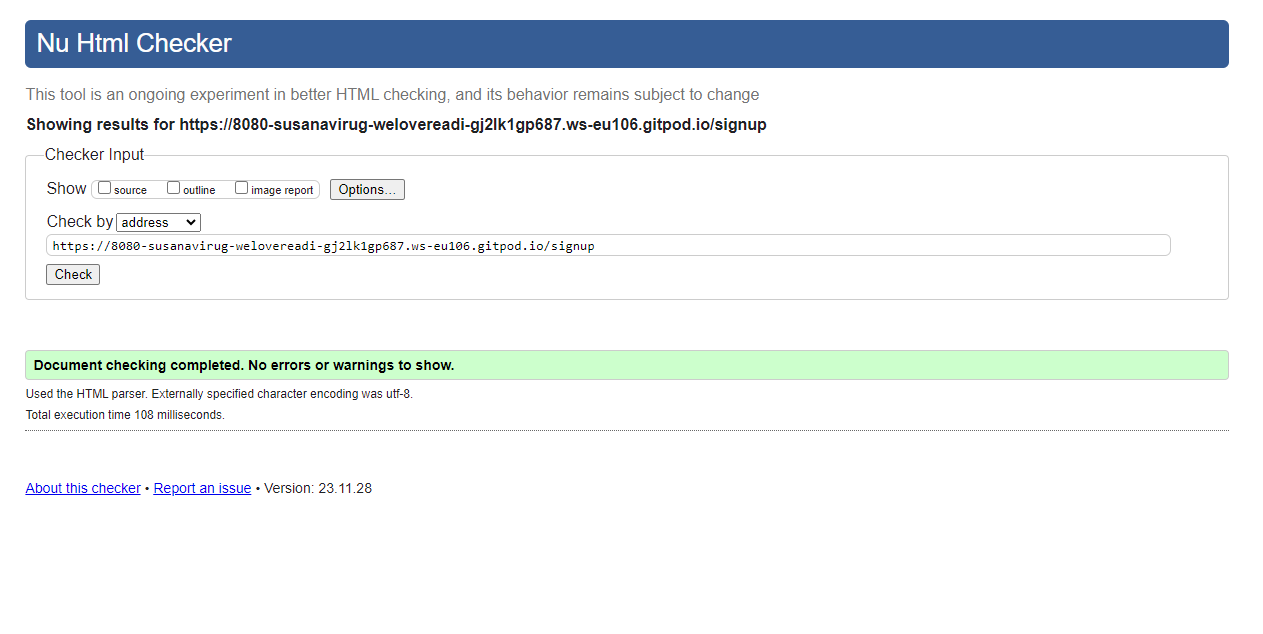 Nu Html Checker
This tool is an ongoing experiment in better HTML checking, and its behavior remains subject to change
Showing results for https://8080-susanavirug-welovereadi-gj2lk1gp687.ws-eu106.gitpod.io/signup
Checker Input
Show source outline image report Options...
Check by address
https://8080-susanavirug-welovereadi-gj2lk1gp687.ws-eu106.gitpod.io/signup
Check
Document checking completed. No errors or warnings to show.
Used the HTML parser. Externally specified character encoding was utf-8.
Total execution time 108 milliseconds.
About this checker • Report an issue • Version: 23.11.28